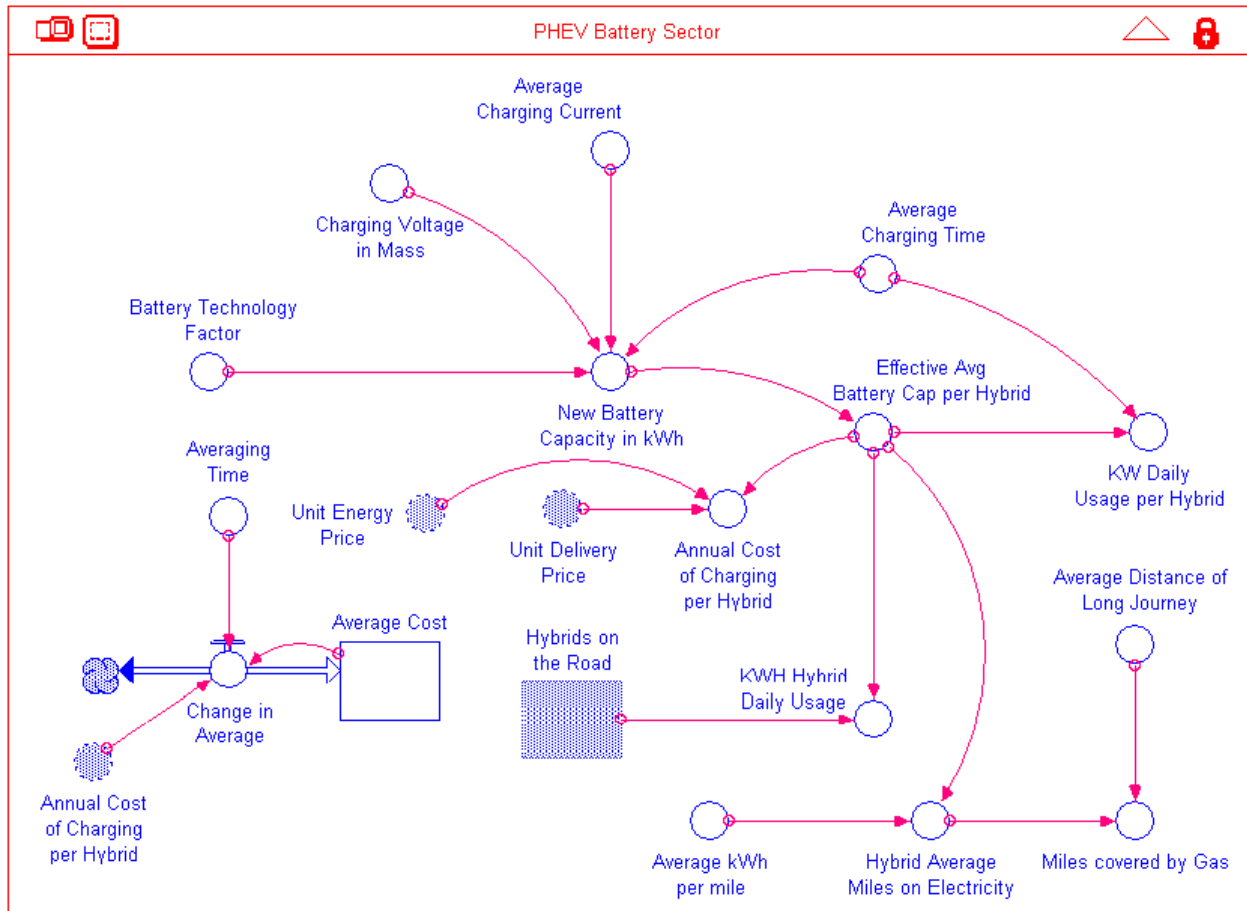 PHEV Battery Sector
Average
Charging Current
Charging Voltage
in Mass
Average
Charging Time
Battery Technology
Factor
New Battery
Capacity in kWh
Effective Avg
Battery Cap per Hybrid
KW Daily
Usage per Hybrid
Averaging
Time
Unit Energy
Price
Unit Delivery
Price
Annual Cost
of Charging
per Hybrid
Average Distance of
Long Journey
Average Cost
Hybrids on
the Road
KWH Hybrid
Daily Usage
Change in
Average
Annual Cost
of Charging
per Hybrid
Average kWh
per mile
Hybrid Average
Miles on Electricity
Miles covered by Gas